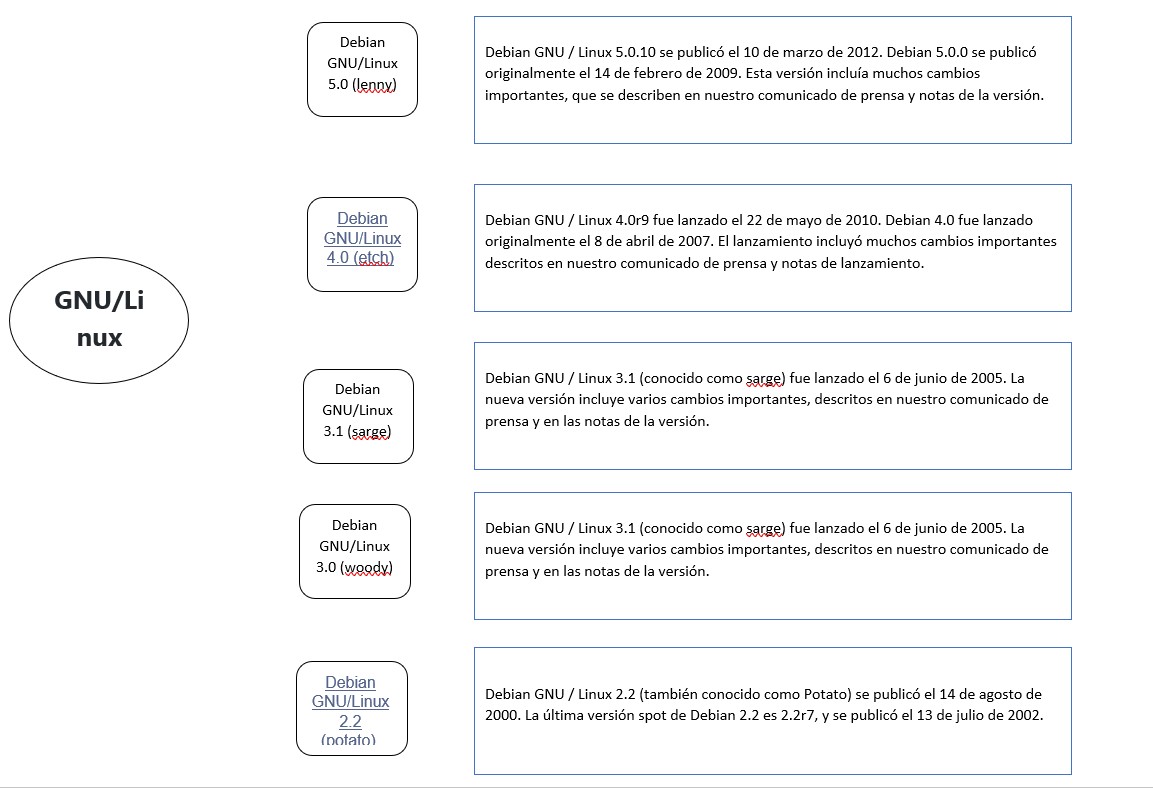 Debian
GNU/Linux
5.0 (lenny)
Debian GNU / Linux 5.0.10 se publicó el 10 de marzo de 2012. Debian 5.0.0 se publicó
originalmente el 14 de febrero de 2009. Esta versión incluía muchos cambios
importantes, que se describen en nuestro comunicado de prensa y notas de la versión.
Debian
GNU/Linux
4.0 (etch)
Debian GNU / Linux 4.0r9 fue lanzado el 22 de mayo de 2010. Debian 4.0 fue lanzado
originalmente el 8 de abril de 2007. El lanzamiento incluyó muchos cambios importantes
descritos en nuestro comunicado de prensa y notas de lanzamiento.
GNU/Li
nux
Debian
GNU/Linux
3.1 (sarge)
Debian GNU / Linux 3.1 (conocido como sarge) fue lanzado el 6 de junio de 2005. La
nueva versión incluye varios cambios importantes, descritos en nuestro comunicado de
prensa y en las notas de la versión.
Debian
GNU/Linux
3.0 (woody)
Debian GNU / Linux 3.1 (conocido como sarge) fue lanzado el 6 de junio de 2005. La
nueva versión incluye varios cambios importantes, descritos en nuestro comunicado de
prensa y en las notas de la versión.
Debian
GNU/Linux
2.2
(potato)
Debian GNU / Linux 2.2 (también conocido como Potato) se publicó el 14 de agosto de
2000. La última versión spot de Debian 2.2 es 2.2r7, y se publicó el 13 de julio de 2002.